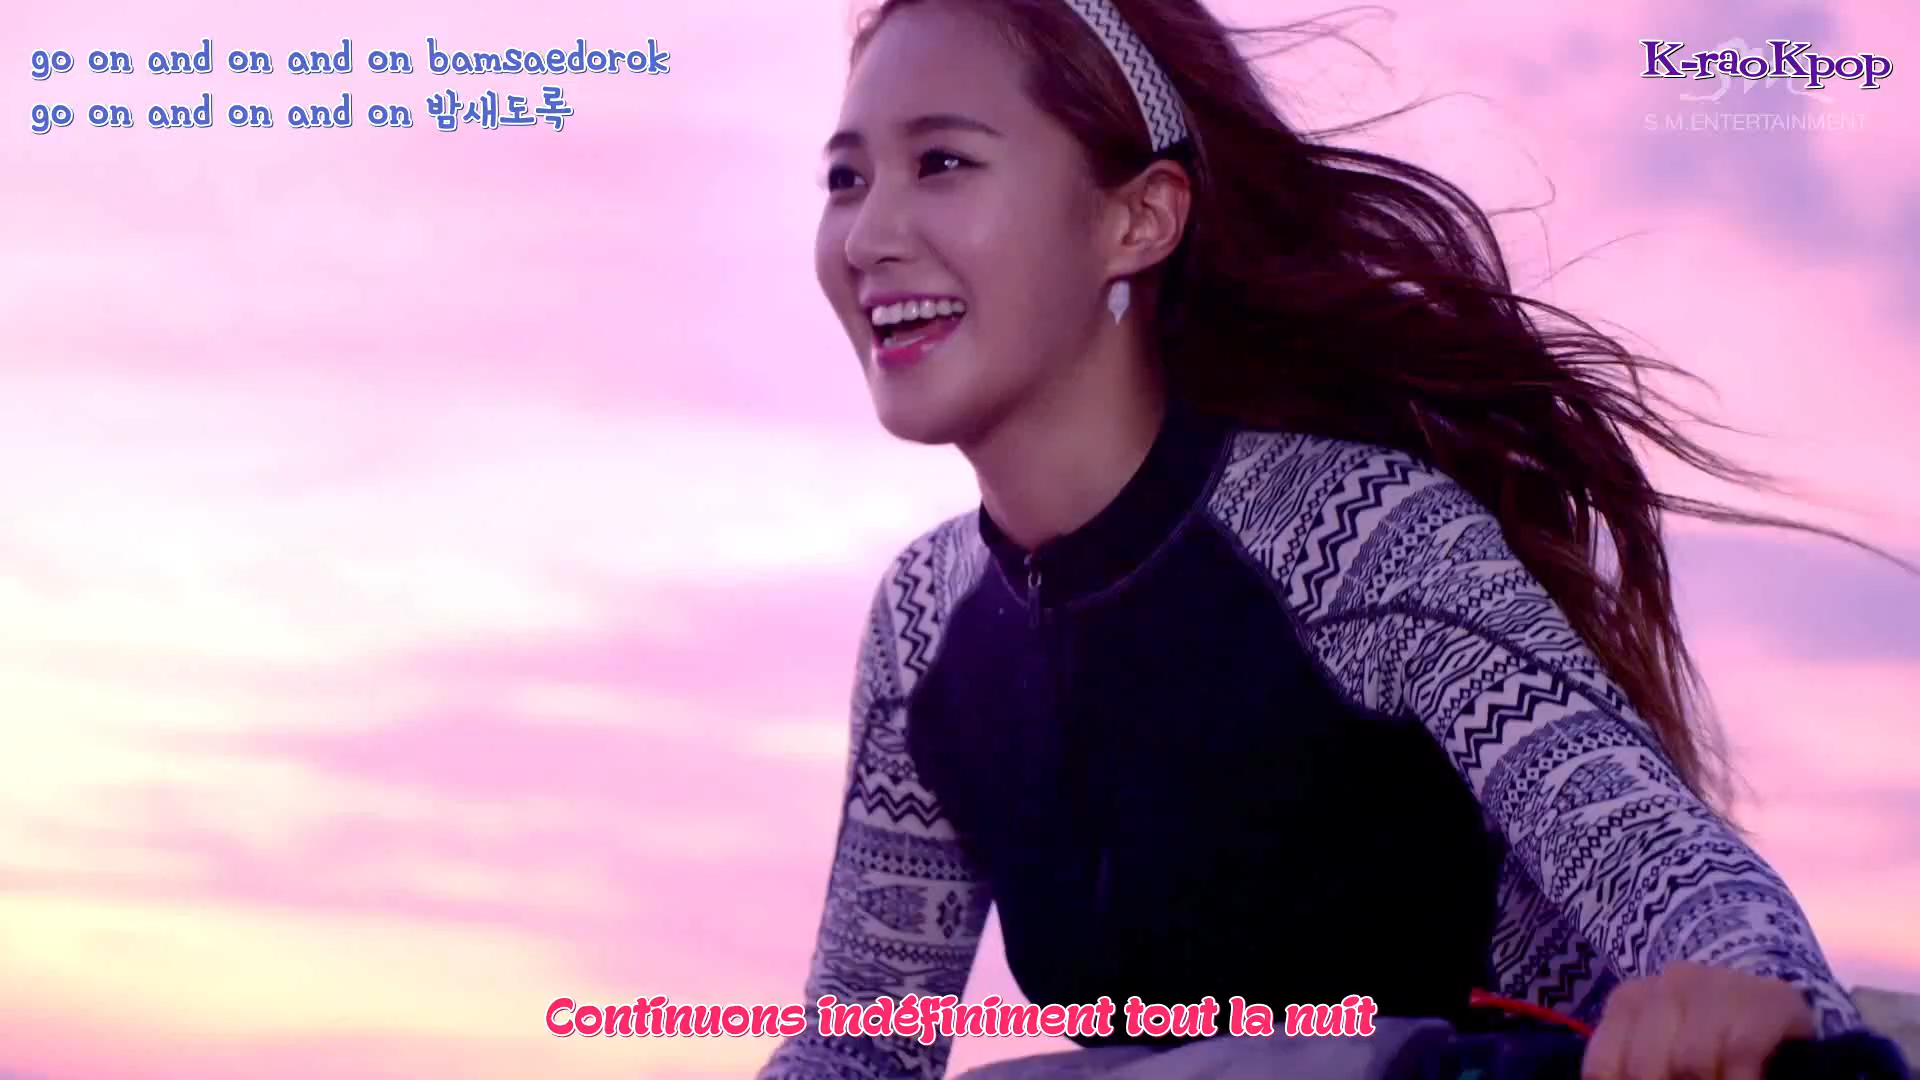 go on and on and on bamsaedorok
go on and on and on 밤새도록
K-raoKpop
S.M.ENTERTAINMENT
Continuons indéfiniment tout la nuit